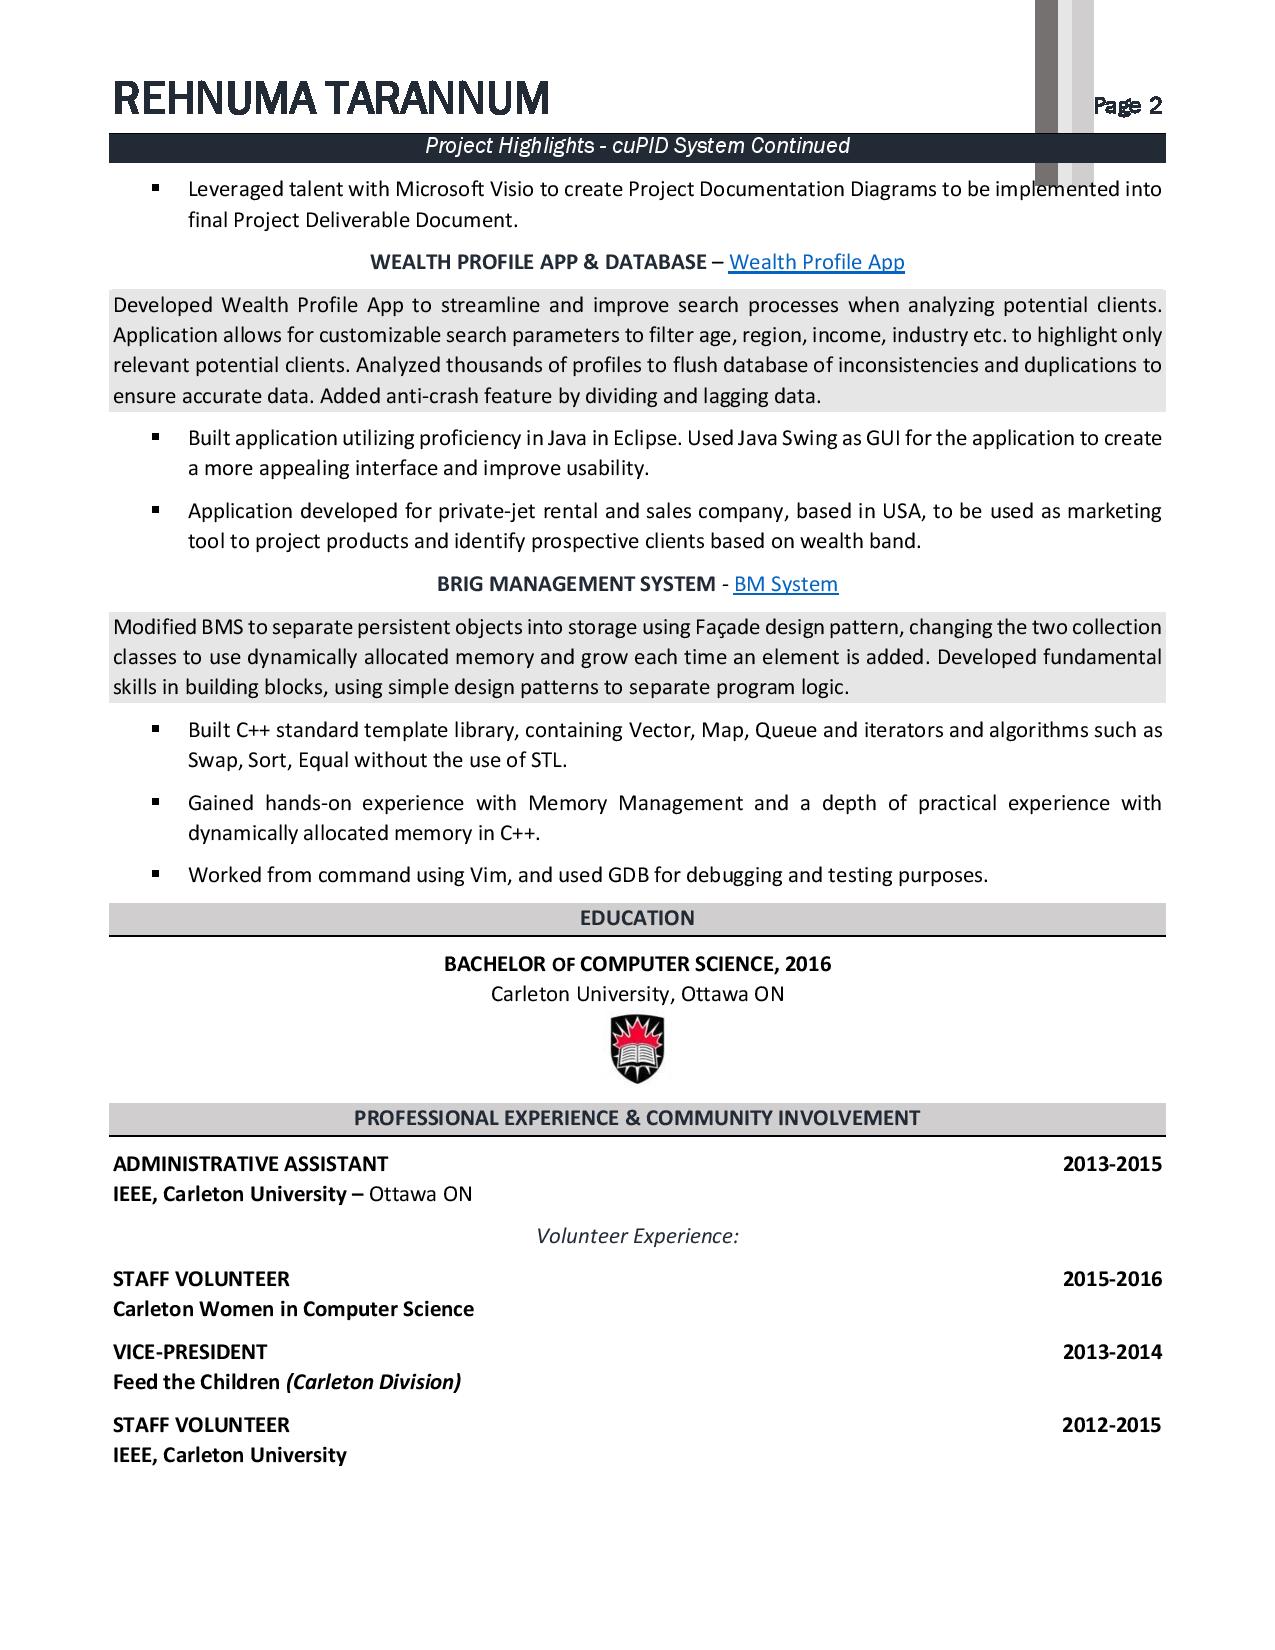 REHNUMA TARANNUM
Page 2
Project Highlights - cuPID System Continued
▪ Leveraged talent with Microsoft Visio to create Project Documentation Diagrams to be implemented into
final Project Deliverable Document.
WEALTH PROFILE APP & DATABASE – Wealth Profile App
Developed Wealth Profile App to streamline and improve search processes when analyzing potential clients.
Application allows for customizable search parameters to filter age, region, income, industry etc. to highlight only
relevant potential clients. Analyzed thousands of profiles to flush database of inconsistencies and duplications to
ensure accurate data. Added anti-crash feature by dividing and lagging data.
▪ Built application utilizing proficiency in Java in Eclipse. Used Java Swing as GUI for the application to create
a more appealing interface and improve usability.
▪ Application developed for private-jet rental and sales company, based in USA, to be used as marketing
tool to project products and identify prospective clients based on wealth band.
BRIG MANAGEMENT SYSTEM - BM System
Modified BMS to separate persistent objects into storage using Façade design pattern, changing the two collection
classes to use dynamically allocated memory and grow each time an element is added. Developed fundamental
skills in building blocks, using simple design patterns to separate program logic.
▪ Built C++ standard template library, containing Vector, Map, Queue and iterators and algorithms such as
Swap, Sort, Equal without the use of STL.
▪ Gained hands-on experience with Memory Management and a depth of practical experience with
dynamically allocated memory in C++.
▪ Worked from command using Vim, and used GDB for debugging and testing purposes.
EDUCATION
BACHELOR OF COMPUTER SCIENCE, 2016
Carleton University, Ottawa ON
PROFESSIONAL EXPERIENCE & COMMUNITY INVOLVEMENT
ADMINISTRATIVE ASSISTANT 2013-2015
IEEE, Carleton University – Ottawa ON
Volunteer Experience:
STAFF VOLUNTEER 2015-2016
Carleton Women in Computer Science
VICE-PRESIDENT 2013-2014
Feed the Children (Carleton Division)
STAFF VOLUNTEER 2012-2015
IEEE, Carleton University